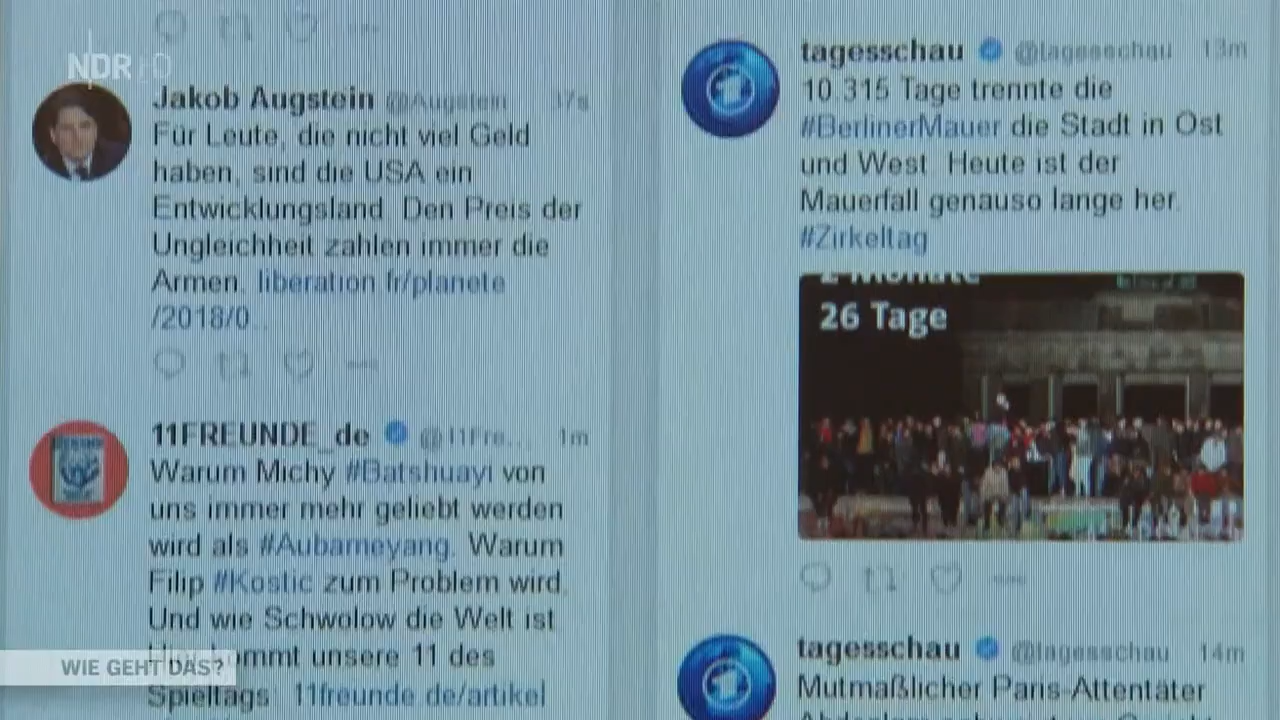 NDR HD
Jakob Augstein @Augstein 37s
Für Leute, die nicht viel Geld
haben, sind die USA ein
Entwicklungsland. Den Preis der
Ungleichheit zahlen immer die
Armen. liberation.fr/planete
/2018/0...
11FREUNDE_de @11Fre... 1m
Warum Michy #Batshuayi von
uns immer mehr geliebt werden
wird als #Aubameyang. Warum
Filip #Kostic zum Problem wird.
Und wie Schwolow die Welt ist
Hier kommt unsere 11 des
Spieltags: 11freunde.de/artikel
WIE GEHT DAS?
tagesschau @tagesschau 13m
10.315 Tage trennte die
#BerlinerMauer die Stadt in Ost
und West. Heute ist der
Mauerfall genauso lange her.
#Zirkeltag
2 Monate
26 Tage
tagesschau @tagesschau 14m
Mutmaßlicher Paris-Attentäter